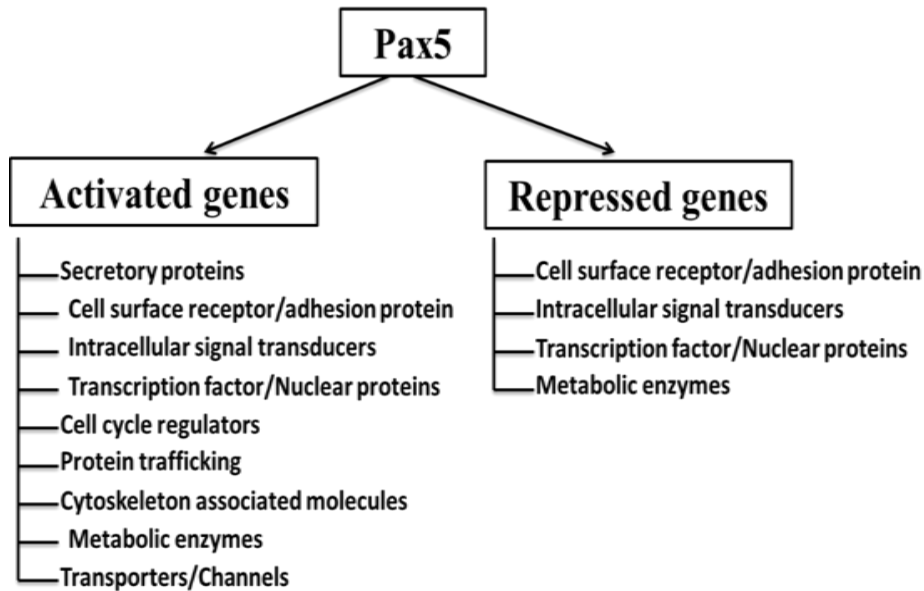 Pax5
Activated genes
Secretory proteins
Cell surface receptor/adhesion protein
Intracellular signal transducers
Transcription factor/Nuclear proteins
Cell cycle regulators
Protein trafficking
Cytoskeleton associated molecules
Metabolic enzymes
Transporters/Channels
Repressed genes
Cell surface receptor/adhesion protein
Intracellular signal transducers
Transcription factor/Nuclear proteins
Metabolic enzymes